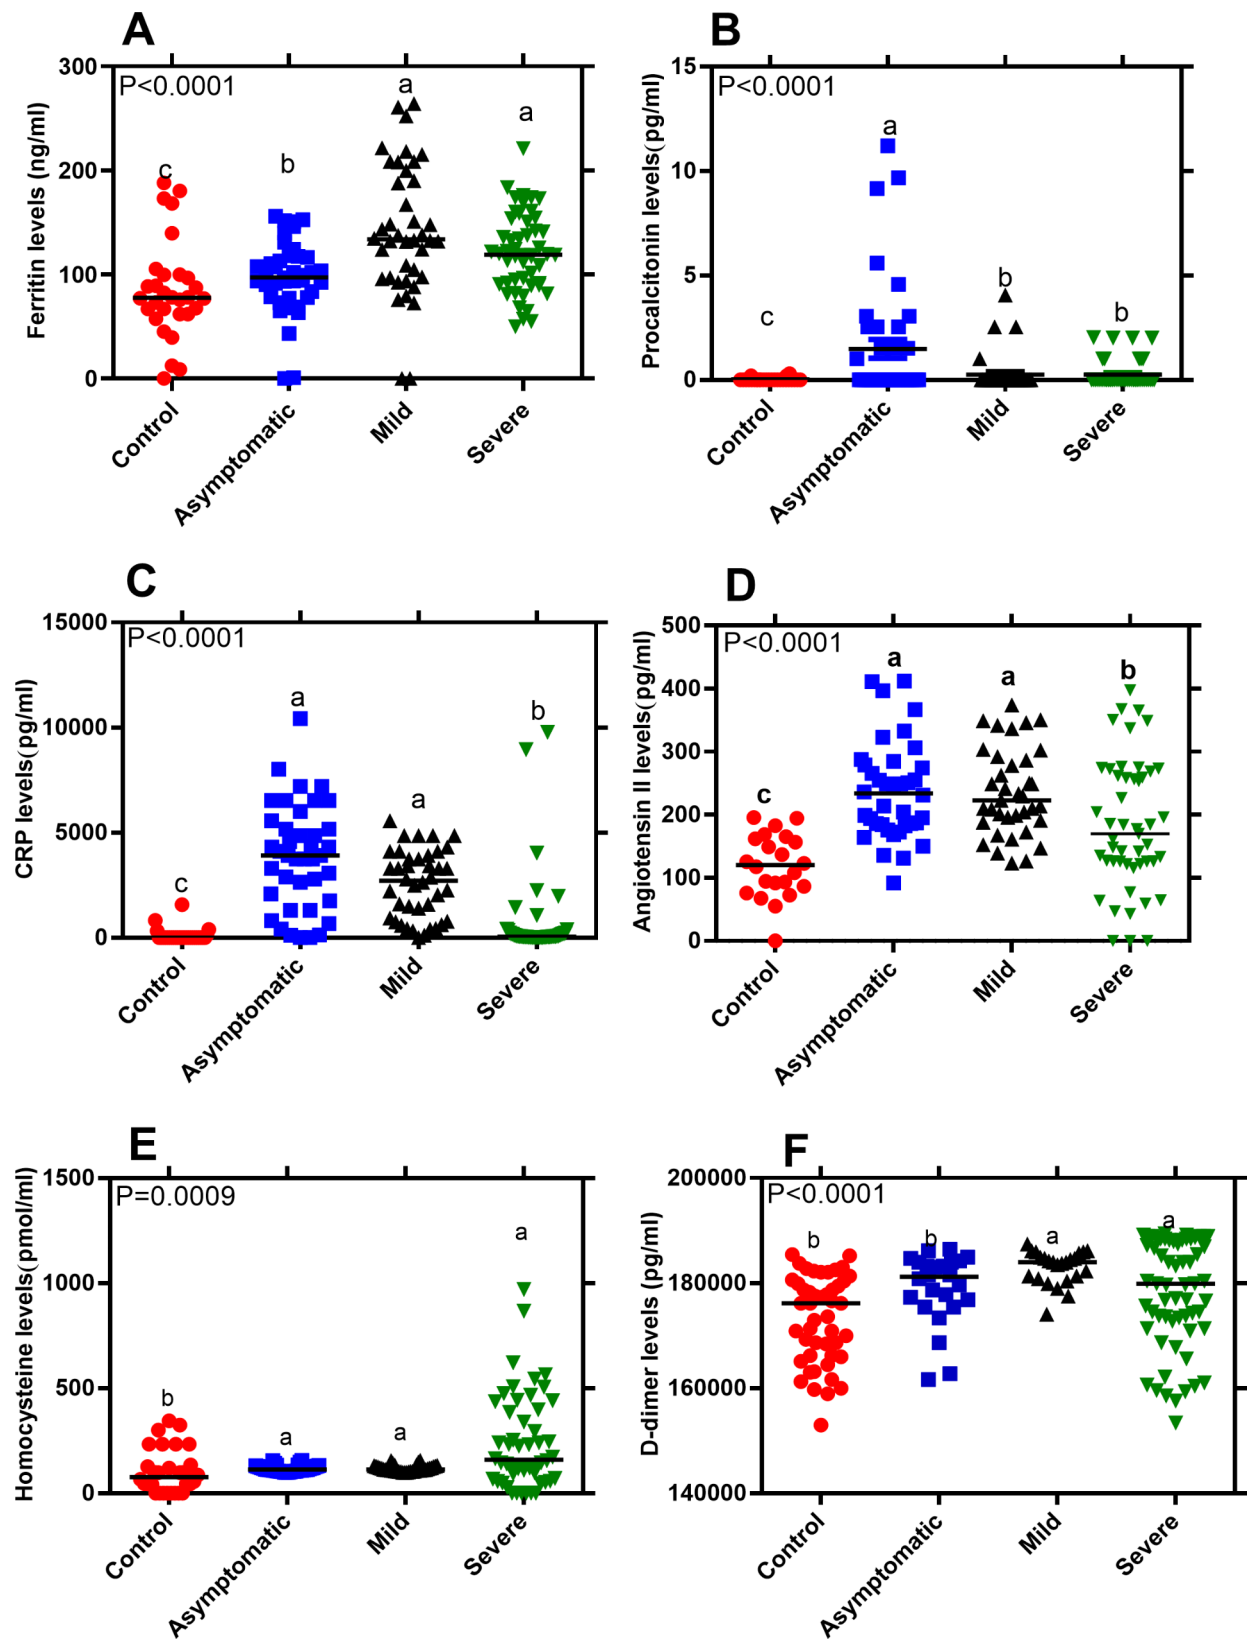 A
Ferritin levels (ng/ml)
300
200
100
0
P<0.0001
c
b
a
a
Control
Asymptomatic
Mild
Severe
B
Procalcitonin levels(pg/ml)
15
10
5
0
P<0.0001
c
a
b
b
Control
Asymptomatic
Mild
Severe
C
CRP levels(pg/ml)
15000
10000
5000
0
P<0.0001
c
a
a
b
Control
Asymptomatic
Mild
Severe
D
Angiotensin II levels(pg/ml)
500
400
300
200
100
0
P<0.0001
c
a
a
b
Control
Asymptomatic
Mild
Severe
E
Homocysteine levels(pmol/ml)
1500
1000
500
0
P=0.0009
b
a
a
a
Control
Asymptomatic
Mild
Severe
F
D-dimer levels (pg/ml)
200000
180000
160000
140000
P<0.0001
b
b
a
a
Control
Asymptomatic
Mild
Severe